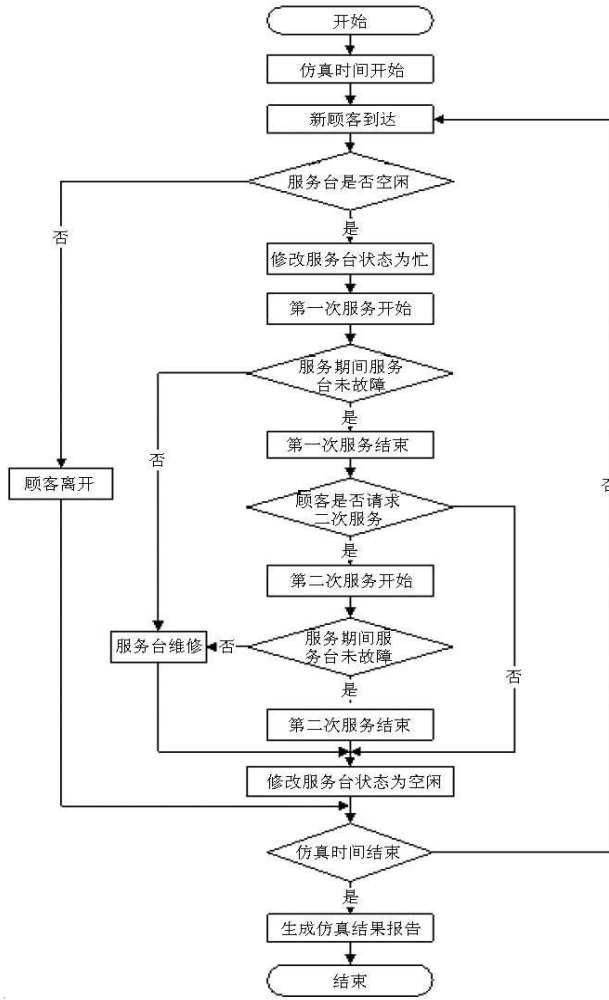 开始
仿真时间开始
新顾客到达
服务台是否空闲
否
是
修改服务台状态为忙
第一次服务开始
服务期间服务
台未故障
是
否
第一次服务结束
顾客离开
否
顾客是否请求
二次服务
是
第二次服务开始
服务台维修
否
服务期间服
务台未故障
否
是
第二次服务结束
修改服务台状态为空闲
仿真时间结束
是
生成仿真结果报告
结束